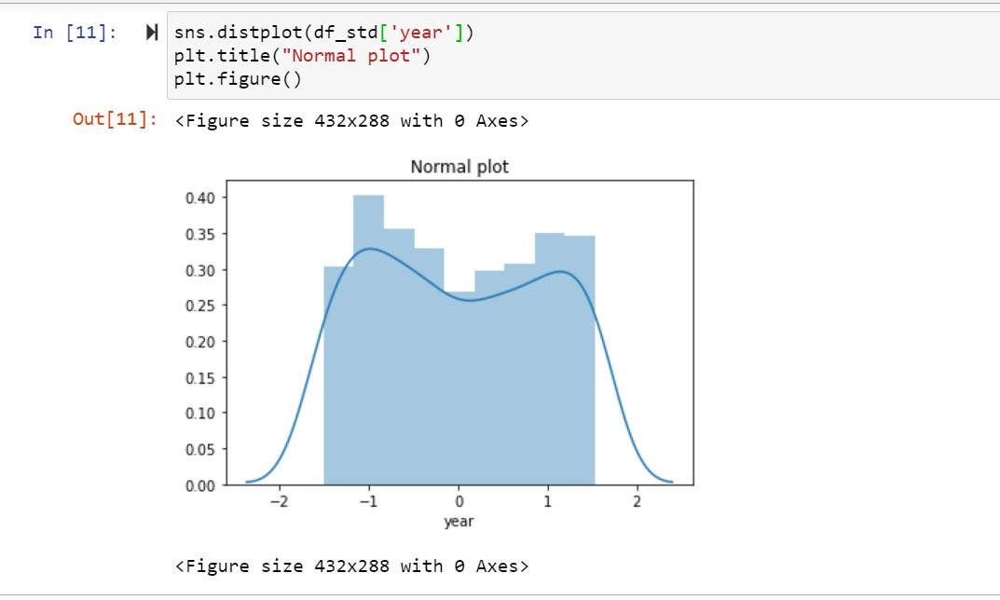 In [11]: sns.distplot(df_std['year'])
plt.title("Normal plot")
plt.figure()
Out[11]: <Figure size 432x288 with 0 Axes>
Normal plot
0.40
0.35
0.30
0.25
0.20
0.15
0.10
0.05
0.00
−2 −1 0 1 2
year
<Figure size 432x288 with 0 Axes>